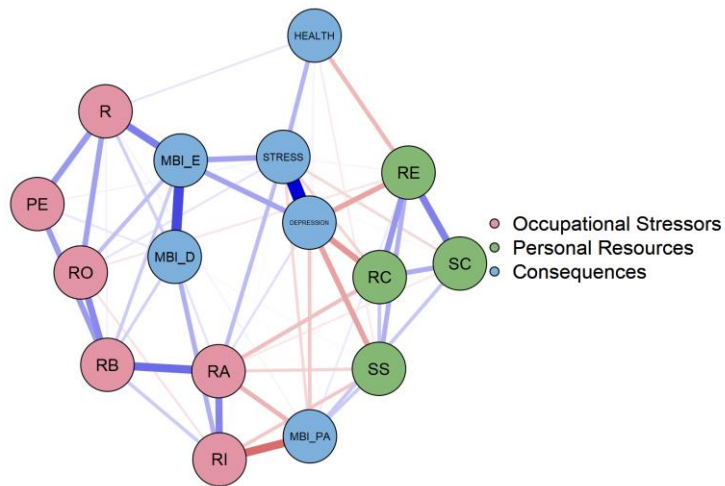 HEALTH
R
MBI_E
STRESS
RE
PE
DEPRESSION
Occupational Stressors
Personal Resources
Consequences
MBI_D
RO
RC
SC
RB
RA
SS
MBI_PA
RI